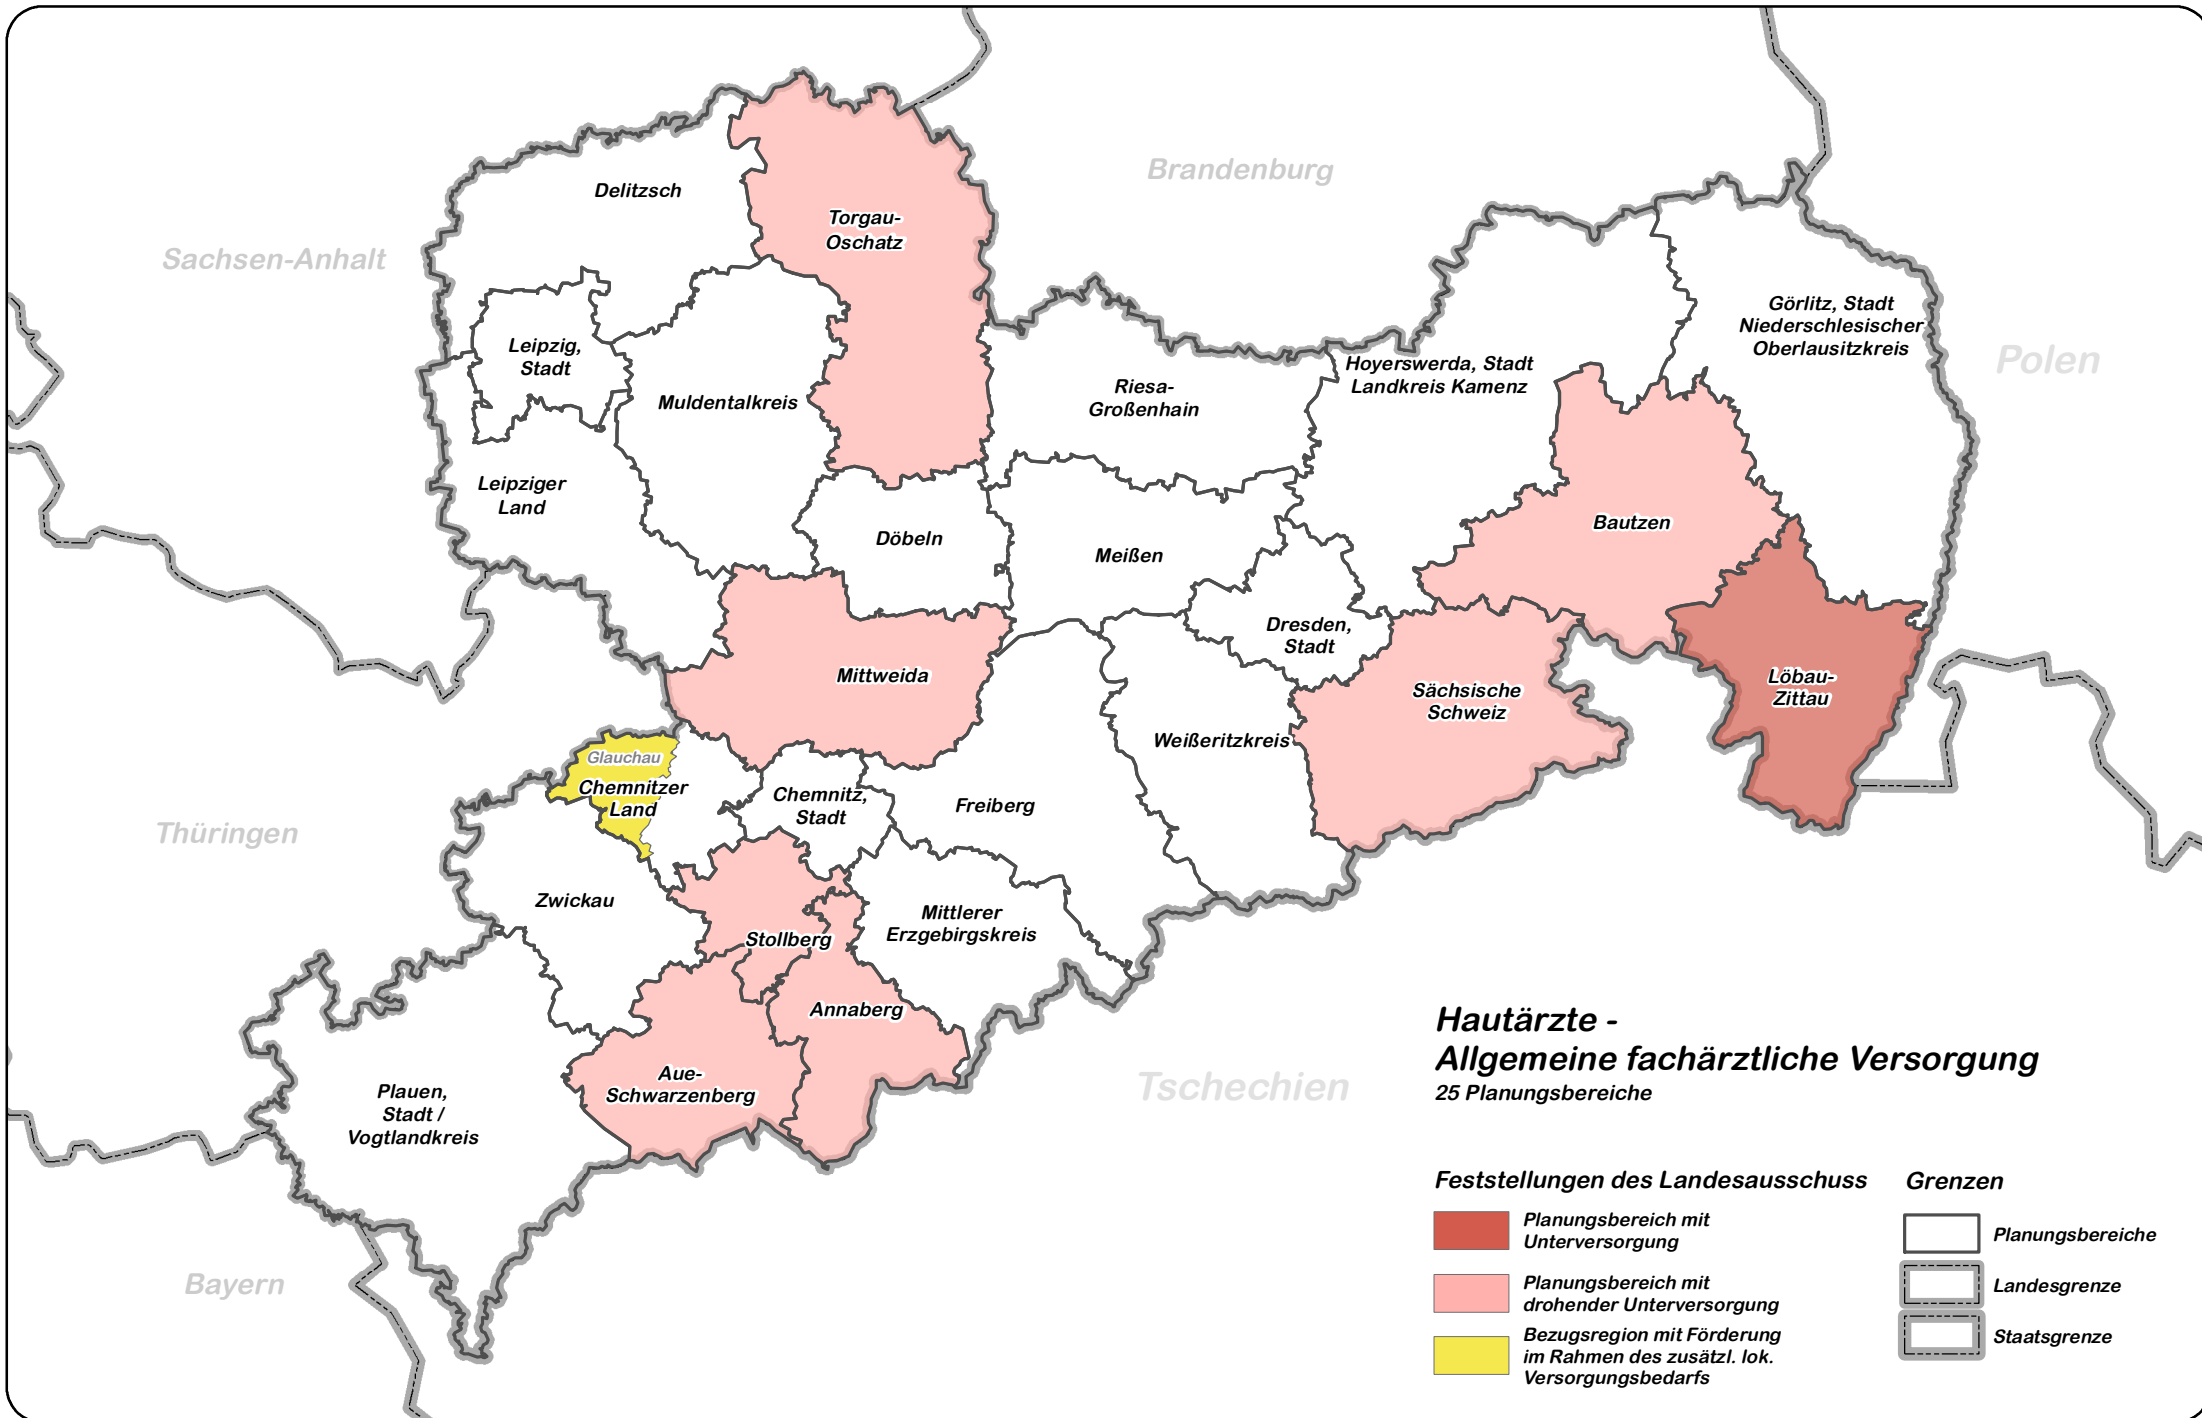 Brandenburg
Delitzsch
Torgau-
Oschatz
Sachsen-Anhalt
Görlitz, Stadt
Niederschlesischer
Oberlausitzkreis
Polen
Leipzig,
Stadt
Hoyerswerda, Stadt
Landkreis Kamenz
Riesa-
Großenhain
Muldentalkreis
Leipziger
Land
Bautzen
Döbeln
Meißen
Dresden,
Stadt
Mittweida
Löbau-
Zittau
Sächsische
Schweiz
Weißeritzkreis
Glauchau
Chemnitzer
Land
Chemnitz,
Stadt
Freiberg
Thüringen
Zwickau
Mittlerer
Erzgebirgskreis
Stollberg
Annaberg
Aue-
Schwarzenberg
Tschechien
Plauen,
Stadt /
Vogtlandkreis
Bayern
Hautärzte -
Allgemeine fachärztliche Versorgung
25 Planungsbereiche
Feststellungen des Landesausschuss
Planungsbereich mit
Unterversorgung
Planungsbereich mit
drohender Unterversorgung
Bezugsregion mit Förderung
im Rahmen des zusätzl. lok.
Versorgungsbedarfs
Grenzen
Planungsbereiche
Landesgrenze
Staatsgrenze